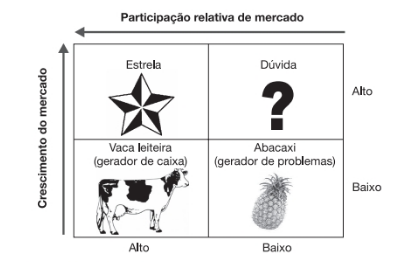 Participação relativa de mercado
Crescimento do mercado
Estrela
Dúvida
?
Alto
Vaca leiteira
(gerador de caixa)
Abacaxi
(gerador de problemas)
Baixo
Alto
Baixo